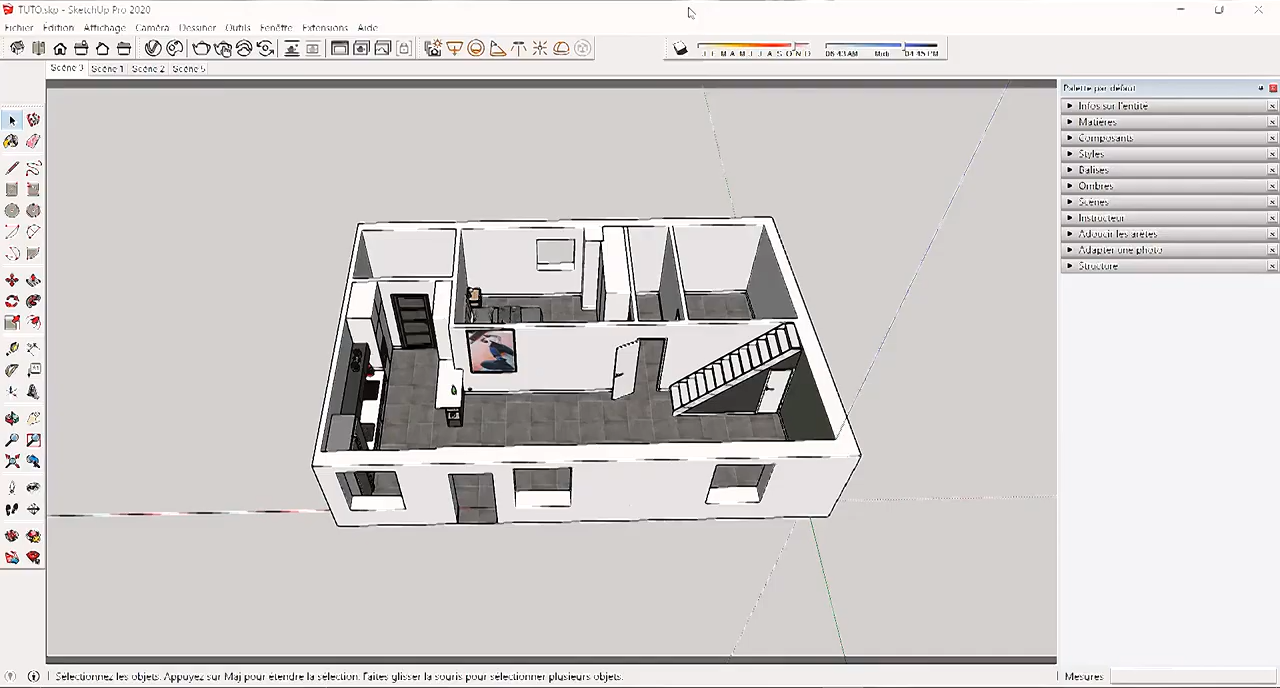 TUTO.skp - SketchUp Pro 2020
Fichier Édition Affichage Caméra Dessiner Outils Fenêtre Extensions Aide
J F M A M J J A S O N D 06:43 AM Midi 04:45 PM
Scène 3 Scène 1 Scène 2 Scène 5
Palette par défaut
Infos sur l'entité
Matières
Composants
Styles
Balises
Ombres
Scènes
Instructeur
Adoucir les arêtes
Adapter une photo
Structure
Sélectionnez les objets. Appuyez sur Maj pour étendre la sélection. Faites glisser la souris pour sélectionner plusieurs objets. Mesures